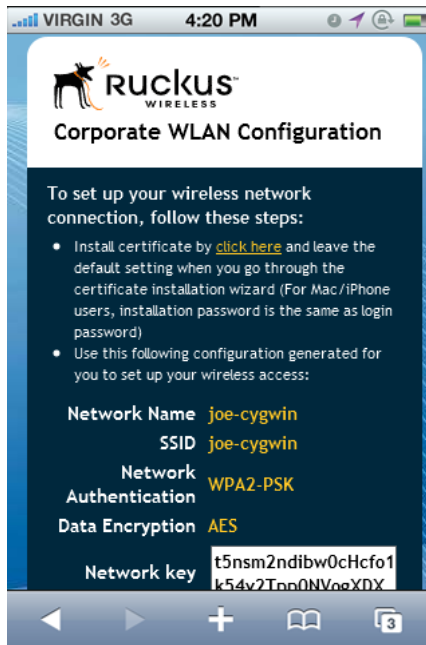 VIRGIN 3G 4:20 PM
RUCKUS™
WIRELESS
Corporate WLAN Configuration
To set up your wireless network
connection, follow these steps:
• Install certificate by click here and leave the
default setting when you go through the
certificate installation wizard (For Mac/iPhone
users, installation password is the same as login
password)
• Use this following configuration generated for
you to set up your wireless access:
Network Name joe-cygwin
SSID joe-cygwin
Network
Authentication WPA2-PSK
Data Encryption AES
Network key t5nsm2ndibw0cHcfo1
3